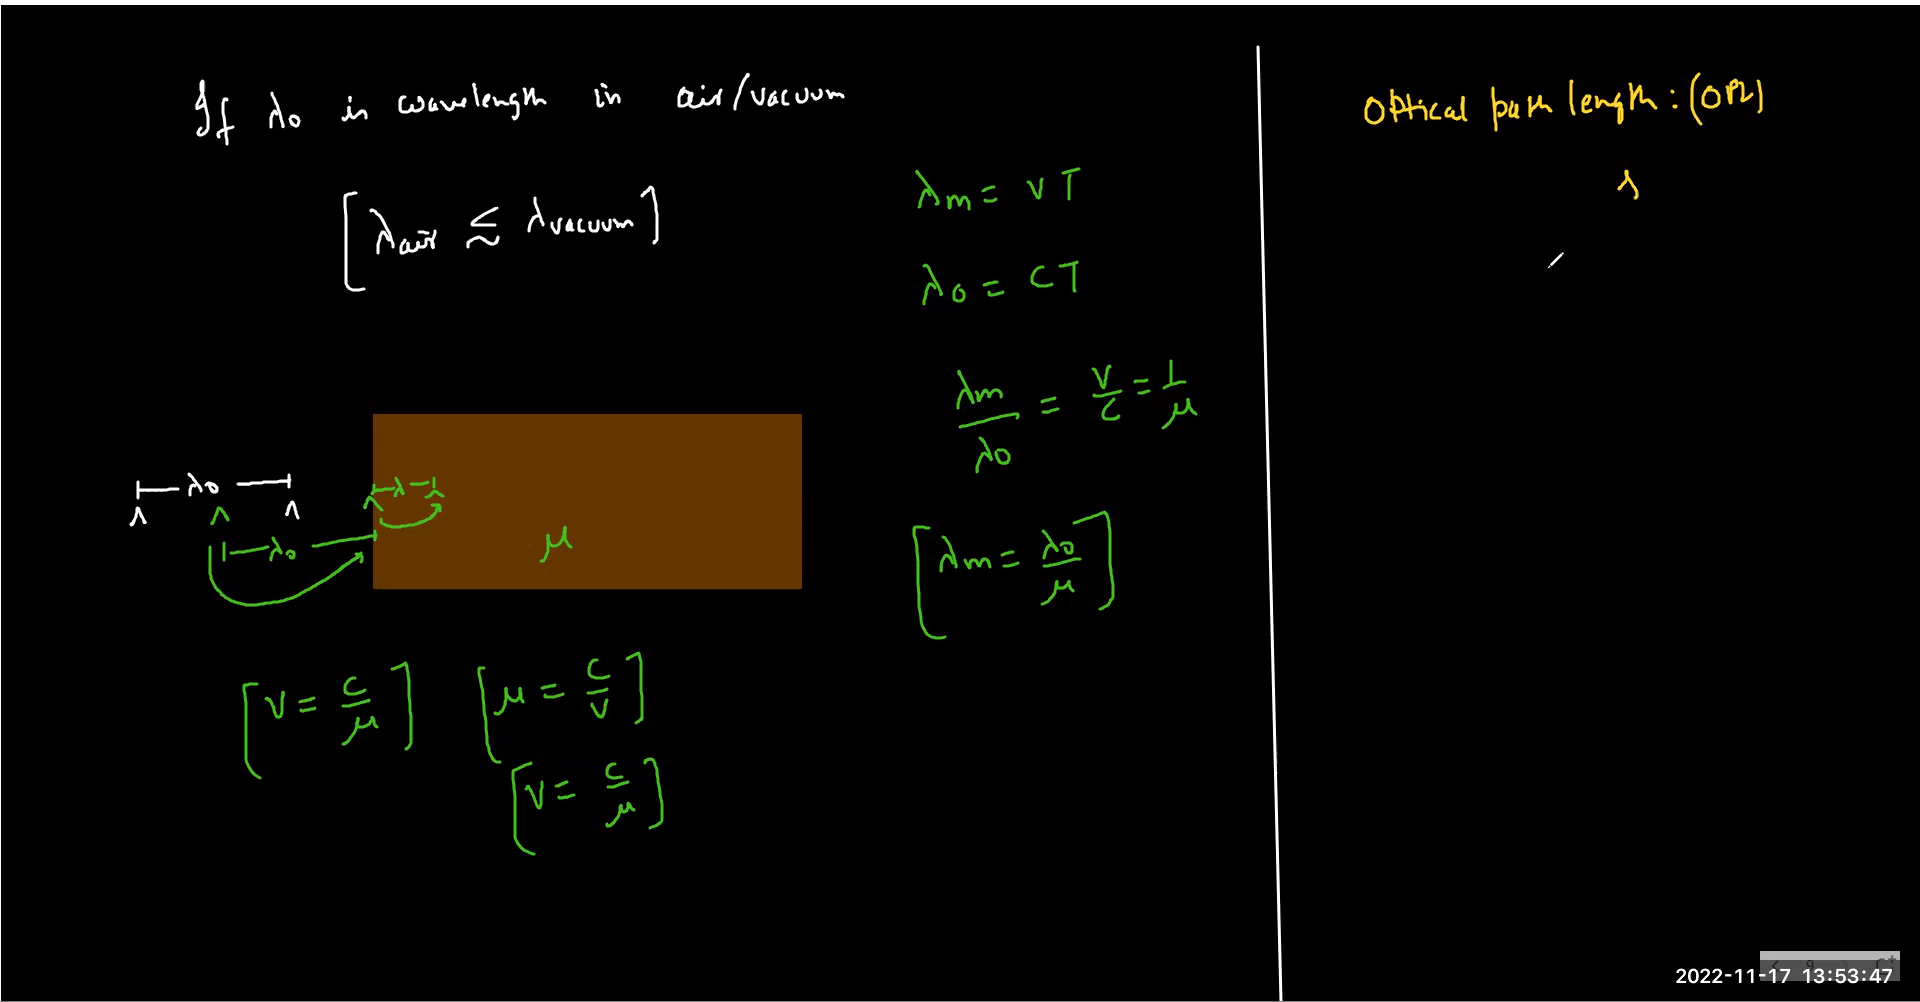 If λ0 is wavelength in air/vacuum
[λair ≲ λvacuum]
λm = VT
λ0 = CT
λm/λ0 = V/C = 1/μ
[λm = λ0/μ]
λ0
λ
λ0
μ
[V = C/μ] [μ = C/V]
[V = C/μ]
Optical path length : (OPL)
2022-11-17 13:53:47